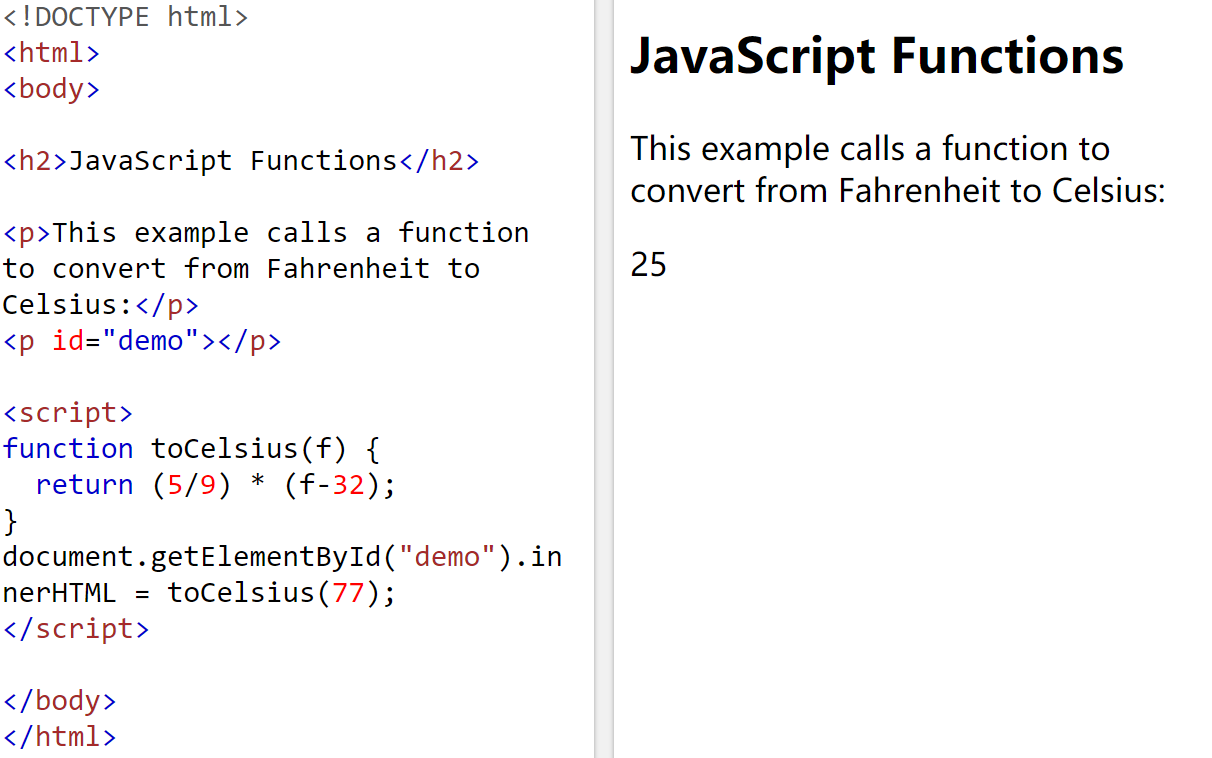 <!DOCTYPE html>
<html>
<body>
<h2>JavaScript Functions</h2>
<p>This example calls a function
to convert from Fahrenheit to
Celsius:</p>
<p id="demo"></p>
<script>
function toCelsius(f) {
  return (5/9) * (f-32);
}
document.getElementById("demo").in
nerHTML = toCelsius(77);
</script>
</body>
</html>
JavaScript Functions
This example calls a function to
convert from Fahrenheit to Celsius:
25